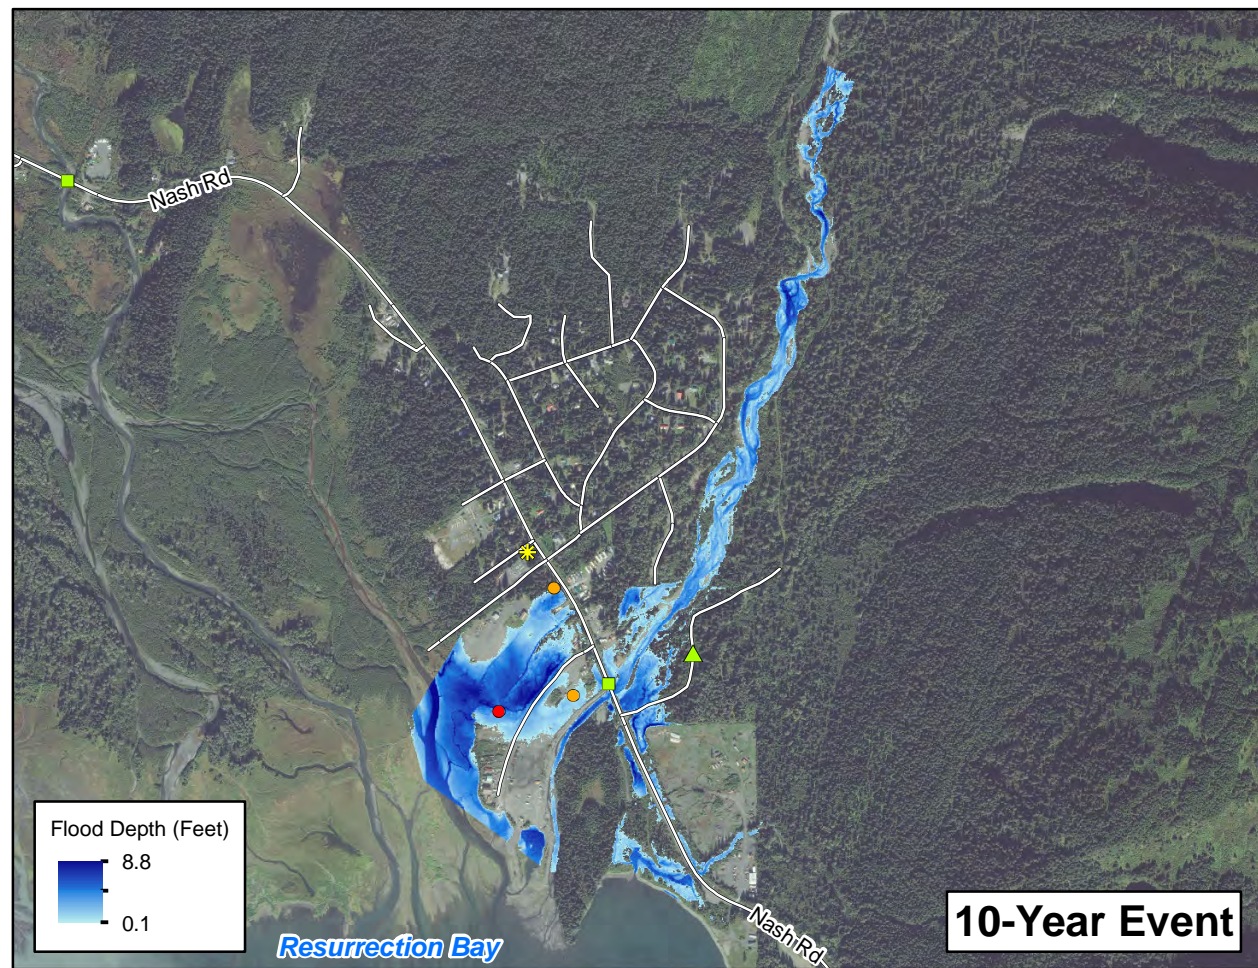 Nash Rd
Flood Depth (Feet)
8.8
0.1
Resurrection Bay
Nash Rd
10-Year Event